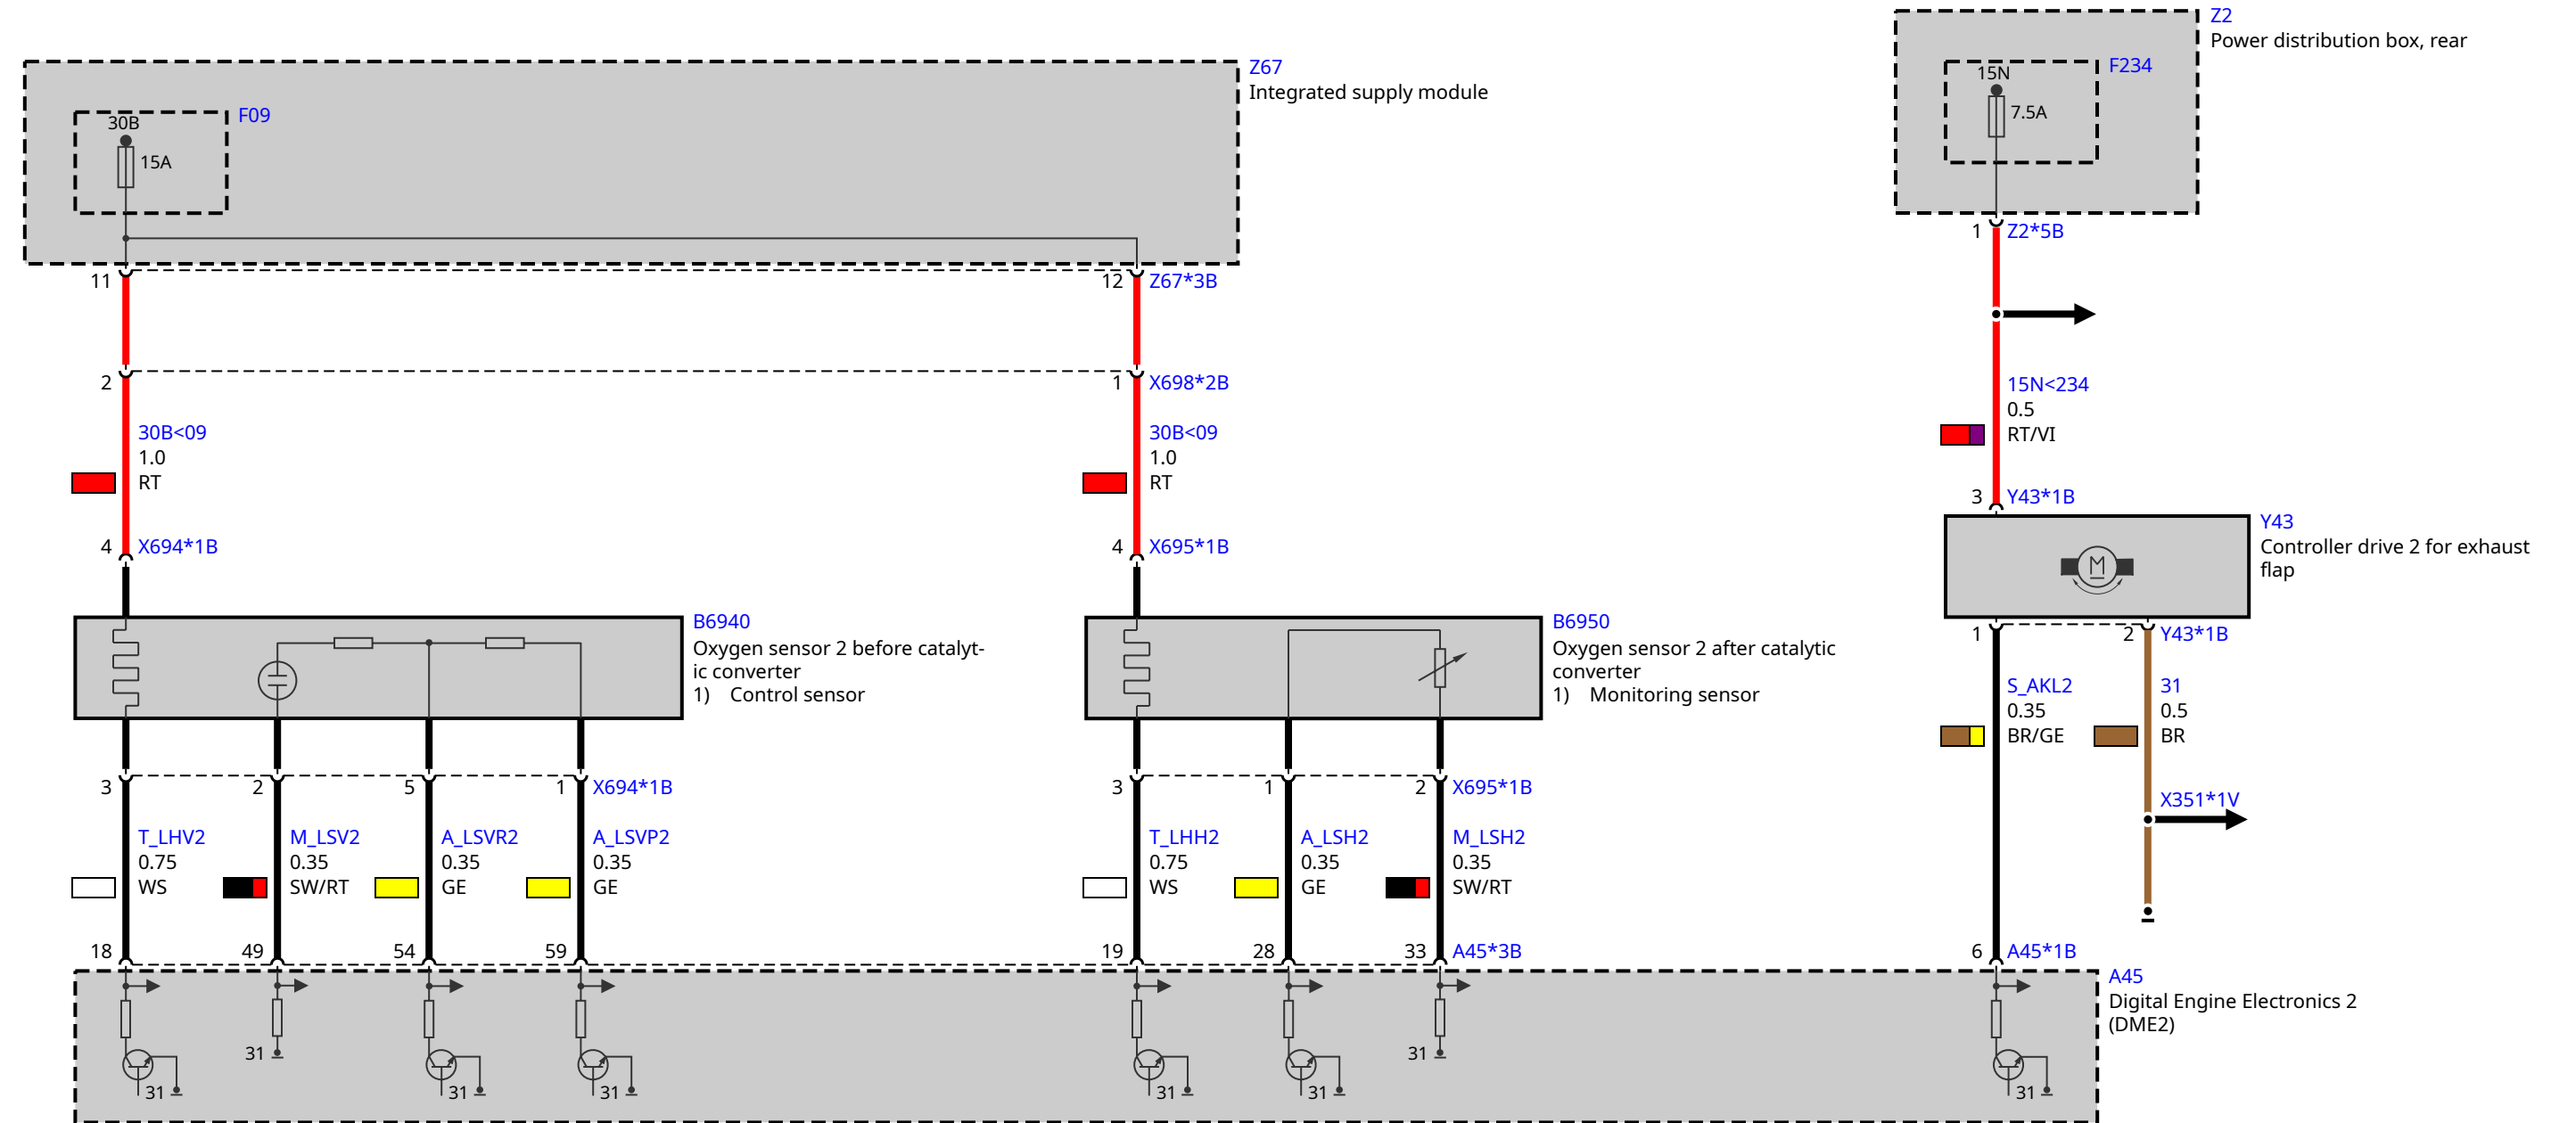 Z2
Power distribution box, rear
Z67
Integrated supply module
F234
15N
7.5A
F09
30B
15A
1
Z2*5B
11
12
Z67*3B
2
1
X698*2B
15N<234
0.5
RT/VI
30B<09
1.0
RT
30B<09
1.0
RT
3
Y43*1B
4
X694*1B
4
X695*1B
Y43
Controller drive 2 for exhaust
flap
M
B6940
Oxygen sensor 2 before catalyt-
ic converter
1) Control sensor
B6950
Oxygen sensor 2 after catalytic
converter
1) Monitoring sensor
1
2
Y43*1B
S_AKL2
0.35
BR/GE
31
0.5
BR
3
2
5
1
X694*1B
3
1
2
X695*1B
X351*1V
T_LHV2
0.75
WS
M_LSV2
0.35
SW/RT
A_LSVR2
0.35
GE
A_LSVP2
0.35
GE
T_LHH2
0.75
WS
A_LSH2
0.35
GE
M_LSH2
0.35
SW/RT
18
49
54
59
19
28
33
A45*3B
6
A45*1B
A45
Digital Engine Electronics 2
(DME2)
31
31
31
31
31
31
31
31